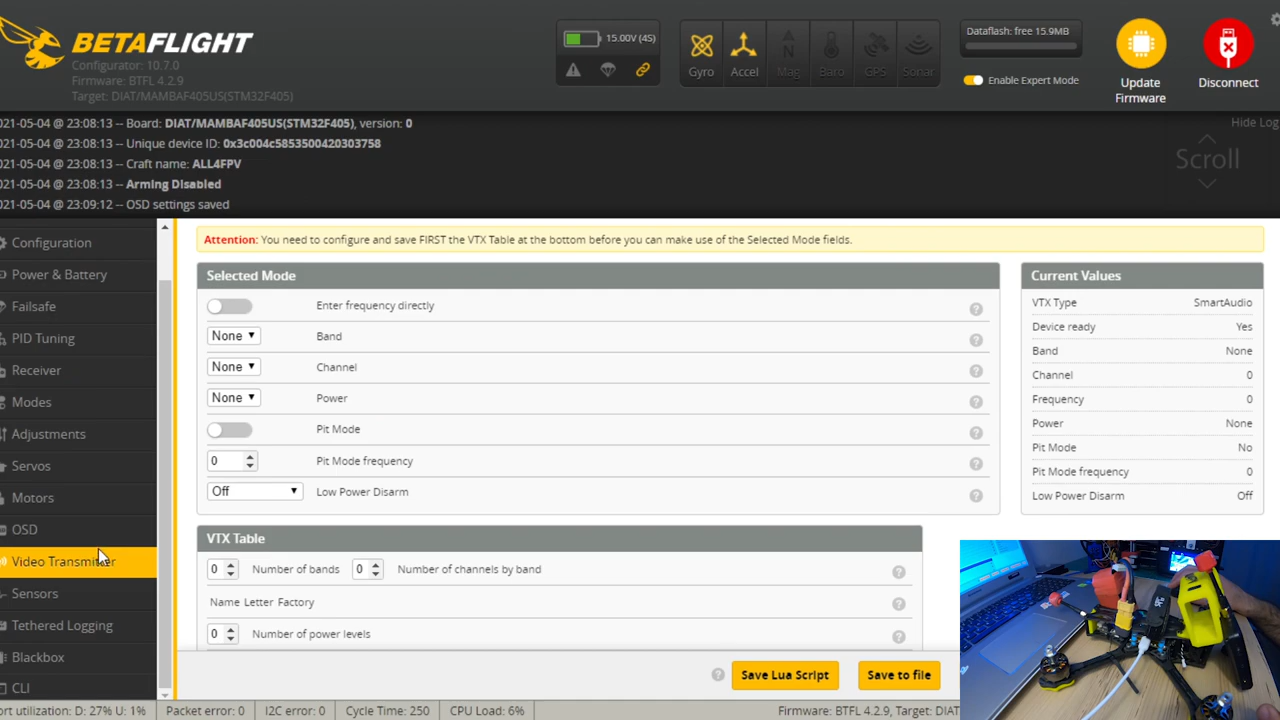 BETAFLIGHT
Configurator: 10.7.0
Firmware: BTFL 4.2.9
Target: DIAT/MAMBAF405US(STM32F405)
15.00V (4S)
Gyro
Accel
Mag
Baro
GPS
Sonar
Dataflash: free 15.9MB
Enable Expert Mode
Update
Firmware
Disconnect
021-05-04 @ 23:08:13 -- Board: DIAT/MAMBAF405US(STM32F405), version: 0
021-05-04 @ 23:08:13 -- Unique device ID: 0x3c004c5853500420303758
021-05-04 @ 23:08:13 -- Craft name: ALL4FPV
021-05-04 @ 23:08:13 -- Arming Disabled
021-05-04 @ 23:09:12 -- OSD settings saved
Hide Log
Scroll
Configuration
Power & Battery
Failsafe
PID Tuning
Receiver
Modes
Adjustments
Servos
Motors
OSD
Video Transmitter
Sensors
Tethered Logging
Blackbox
CLI
Attention: You need to configure and save FIRST the VTX Table at the bottom before you can make use of the Selected Mode fields.
Selected Mode
Enter frequency directly
None Band
None Channel
None Power
Pit Mode
0 Pit Mode frequency
Off Low Power Disarm
Current Values
VTX Type SmartAudio
Device ready Yes
Band None
Channel 0
Frequency 0
Power None
Pit Mode No
Pit Mode frequency 0
Low Power Disarm Off
VTX Table
0 Number of bands 0 Number of channels by band
Name Letter Factory
0 Number of power levels
Save Lua Script
Save to file
ort utilization: D: 27% U: 1%
Packet error: 0
I2C error: 0
Cycle Time: 250
CPU Load: 6%
Firmware: BTFL 4.2.9, Target: DIAT